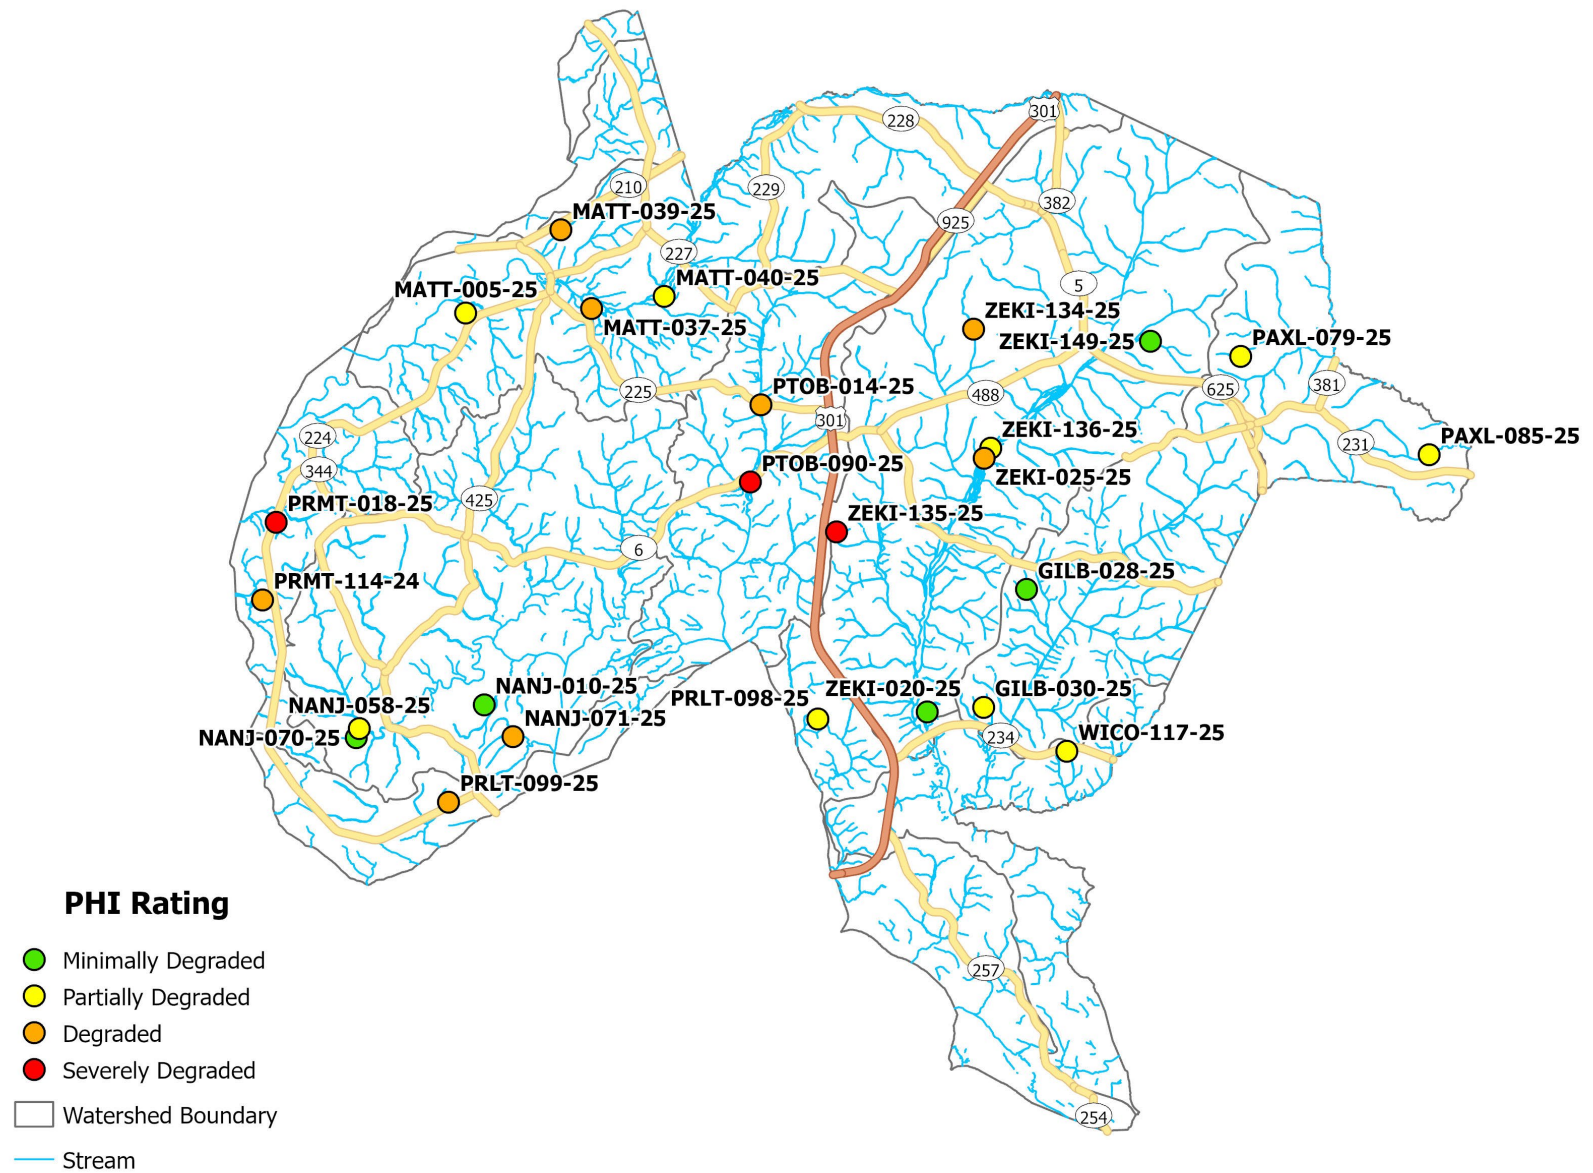 301
228
210
229
382
MATT-039-25
925
227
MATT-040-25
5
MATT-005-25
ZEKI-134-25
MATT-037-25
ZEKI-149-25
PAXL-079-25
PTOB-014-25
225
488
625
381
301
224
ZEKI-136-25
PAXL-085-25
231
344
PTOB-090-25
ZEKI-025-25
PRMT-018-25
425
ZEKI-135-25
6
GILB-028-25
PRMT-114-24
NANJ-010-25
ZEKI-020-25
GILB-030-25
PRLT-098-25
NANJ-058-25
NANJ-071-25
WICO-117-25
NANJ-070-25
234
PRLT-099-25
257
254
PHI Rating
Minimally Degraded
Partially Degraded
Degraded
Severely Degraded
Watershed Boundary
Stream